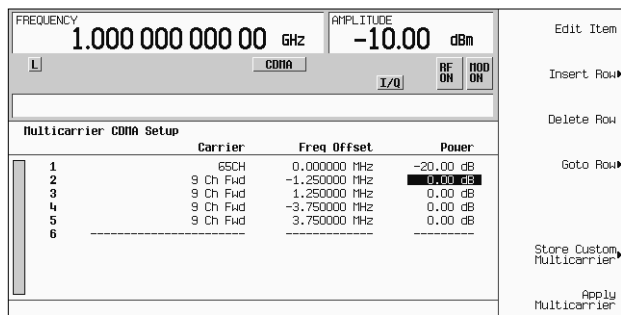 FREQUENCY
1.000 000 000 00 GHz
AMPLITUDE
-10.00 dBm
L
CDMA
I/Q
RF ON
MOD ON
Multicarrier CDMA Setup
Carrier Freq Offset Power
1 65CH 0.000000 MHz -20.00 dB
2 9 Ch Fwd -1.250000 MHz 0.00 dB
3 9 Ch Fwd 1.250000 MHz 0.00 dB
4 9 Ch Fwd -3.750000 MHz 0.00 dB
5 9 Ch Fwd 3.750000 MHz 0.00 dB
6 ---------------------- ------------ ---------
Edit Item
Insert Row
Delete Row
Goto Row
Store Custom
Multicarrier
Apply
Multicarrier